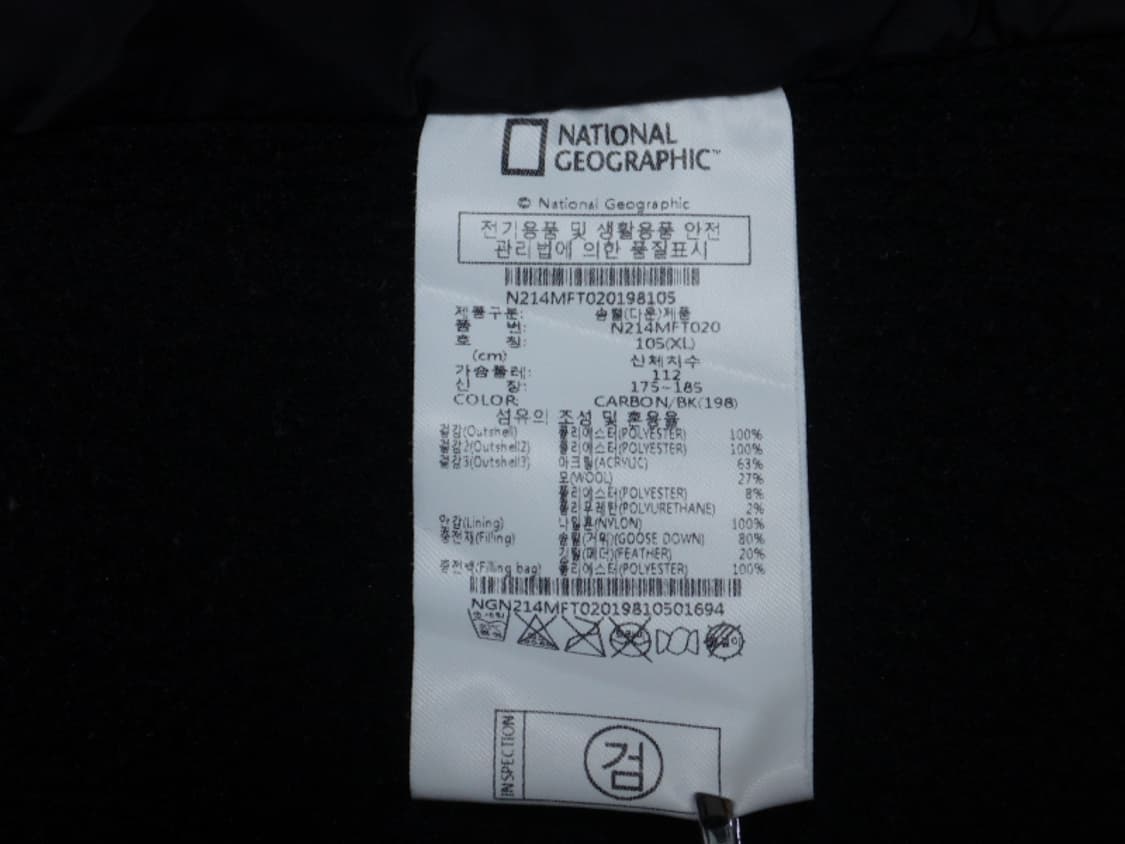 NATIONAL
GEOGRAPHIC™
© National Geographic
전기용품 및 생활용품 안전
관리법에 의한 품질표시
N214MFT020198105
제품구분: 솜털(다운)제품
품 번: N214MFT020
호 칭: 105(XL)
(cm) 신체치수
가슴둘레: 112
신 장: 175~185
COLOR: CARBON/BK(198)
섬유의 조성 및 혼용율
겉감(Outshell) 폴리에스터(POLYESTER) 100%
겉감2(Outshell2) 폴리에스터(POLYESTER) 100%
겉감3(Outshell3) 아크릴(ACRYLIC) 63%
모(WOOL) 27%
폴리에스터(POLYESTER) 8%
폴리우레탄(POLYURETHANE) 2%
안감(Lining) 나일론(NYLON) 100%
충전재(Filling) 솜털(거위)(GOOSE DOWN) 80%
깃털(페더)(FEATHER) 20%
충전백(Filling bag) 폴리에스터(POLYESTER) 100%
NGN214MFT02019810501694
INSPECTION
검